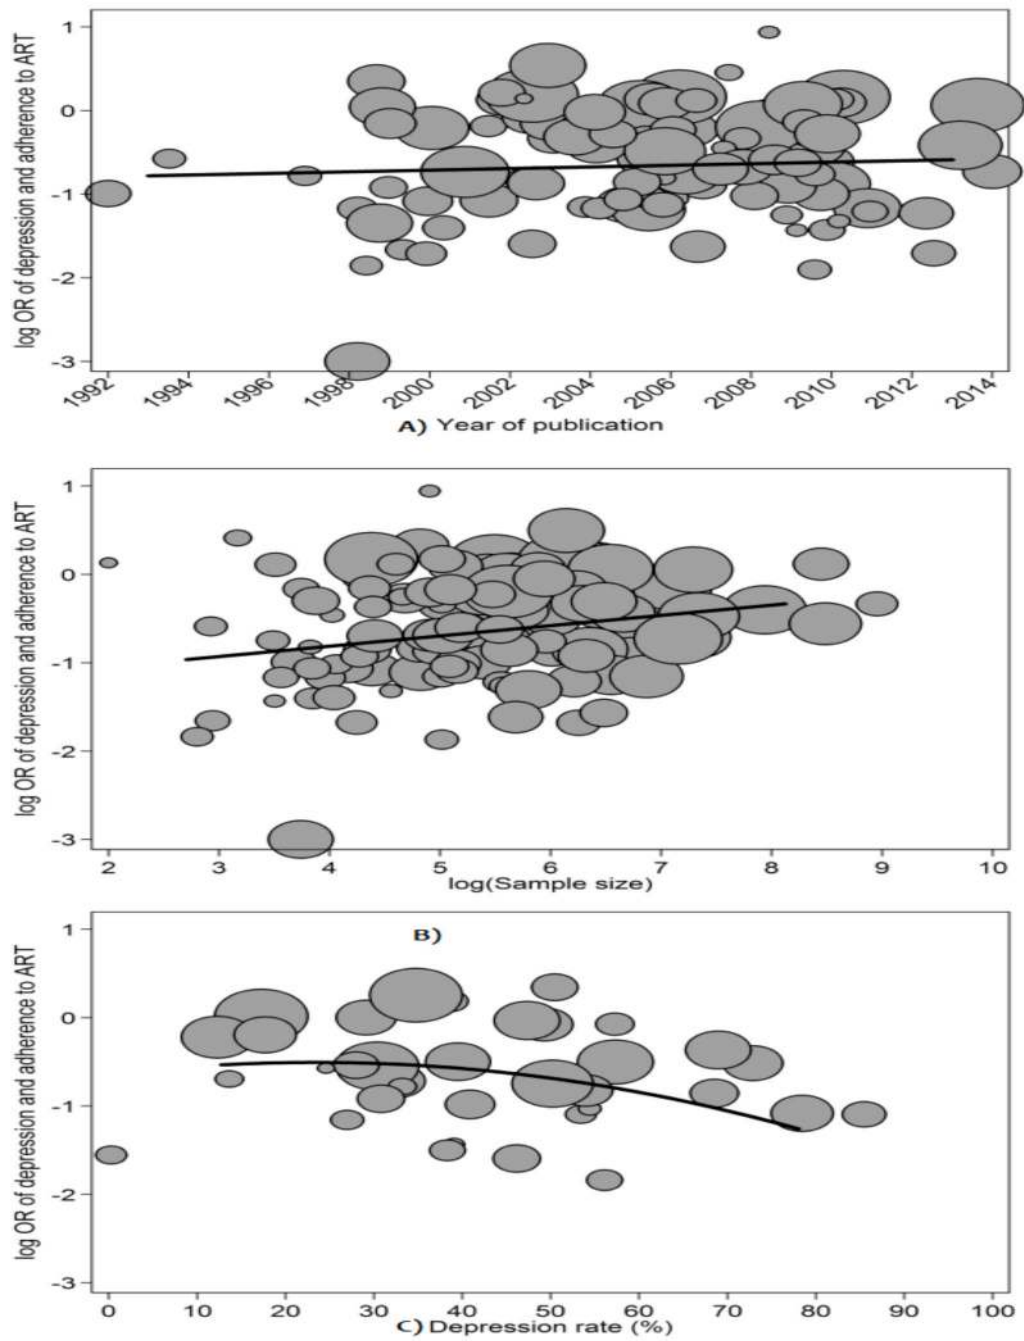 log OR of depression and adherence to ART
1
0
-1
-2
-3
1992 1994 1996 1998 2000 2002 2004 2006 2008 2010 2012 2014
A) Year of publication
log OR of depression and adherence to ART
1
0
-1
-2
-3
2 3 4 5 6 7 8 9 10
log(Sample size)
log OR of depression and adherence to ART
B)
1
0
-1
-2
-3
0 10 20 30 40 50 60 70 80 90 100
C) Depression rate (%)